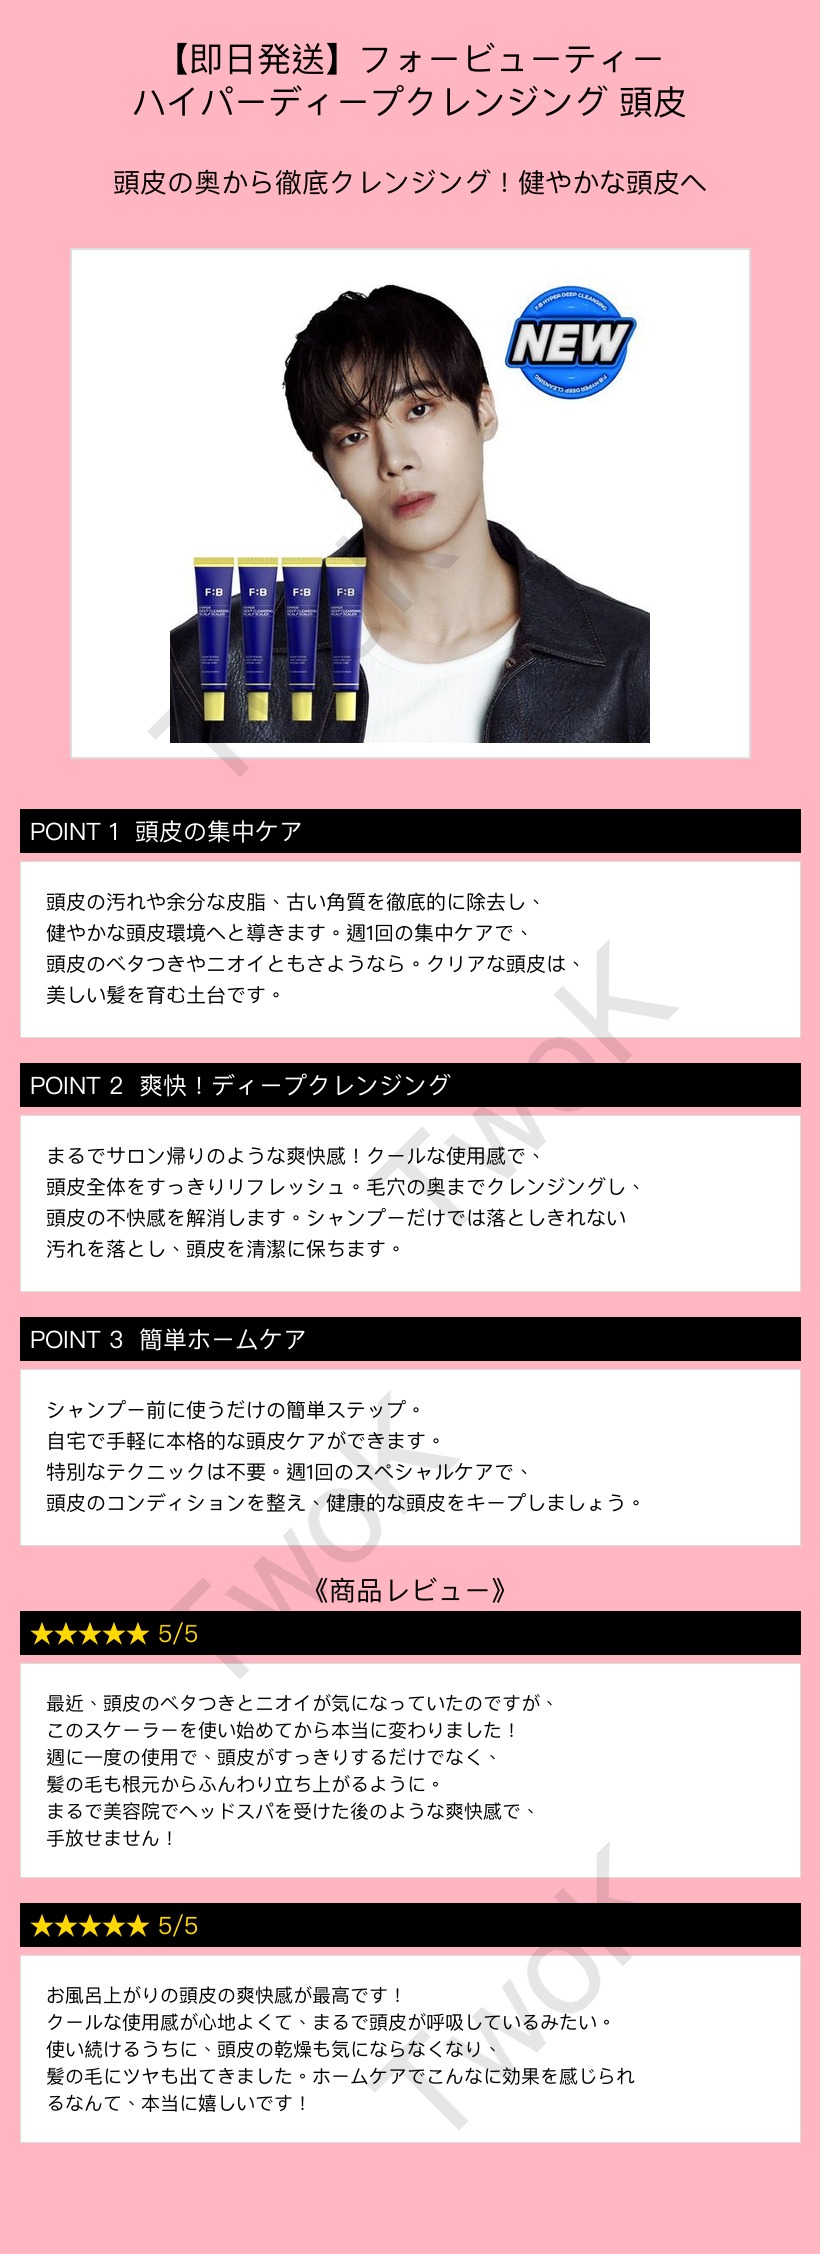 【即日発送】フォービューティー
ハイパーディープクレンジング 頭皮
頭皮の奥から徹底クレンジング！健やかな頭皮へ
F:B HYPER DEEP CLEANSING
NEW
F:B HYPER DEEP CLEANSING
F:B F:B F:B F:B
HYPER
DEEP CLEANSING
SCALP SCALER
TwoK
POINT 1 頭皮の集中ケア
頭皮の汚れや余分な皮脂、古い角質を徹底的に除去し、
健やかな頭皮環境へと導きます。週1回の集中ケアで、
頭皮のベタつきやニオイともさようなら。クリアな頭皮は、
美しい髪を育む土台です。
TwoK
POINT 2 爽快！ディープクレンジング
まるでサロン帰りのような爽快感！クールな使用感で、
頭皮全体をすっきりリフレッシュ。毛穴の奥までクレンジングし、
頭皮の不快感を解消します。シャンプーだけでは落としきれない
汚れを落とし、頭皮を清潔に保ちます。
POINT 3 簡単ホームケア
シャンプー前に使うだけの簡単ステップ。
自宅で手軽に本格的な頭皮ケアができます。
特別なテクニックは不要。週1回のスペシャルケアで、
頭皮のコンディションを整え、健康的な頭皮をキープしましょう。
TwoK
《商品レビュー》
★★★★★ 5/5
最近、頭皮のベタつきとニオイが気になっていたのですが、
このスケーラーを使い始めてから本当に変わりました！
週に一度の使用で、頭皮がすっきりするだけでなく、
髪の毛も根元からふんわり立ち上がるように。
まるで美容院でヘッドスパを受けた後のような爽快感で、
手放せません！
★★★★★ 5/5
お風呂上がりの頭皮の爽快感が最高です！
クールな使用感が心地よくて、まるで頭皮が呼吸しているみたい。
使い続けるうちに、頭皮の乾燥も気にならなくなり、
髪の毛にツヤも出てきました。ホームケアでこんなに効果を感じられ
るなんて、本当に嬉しいです！
TwoK